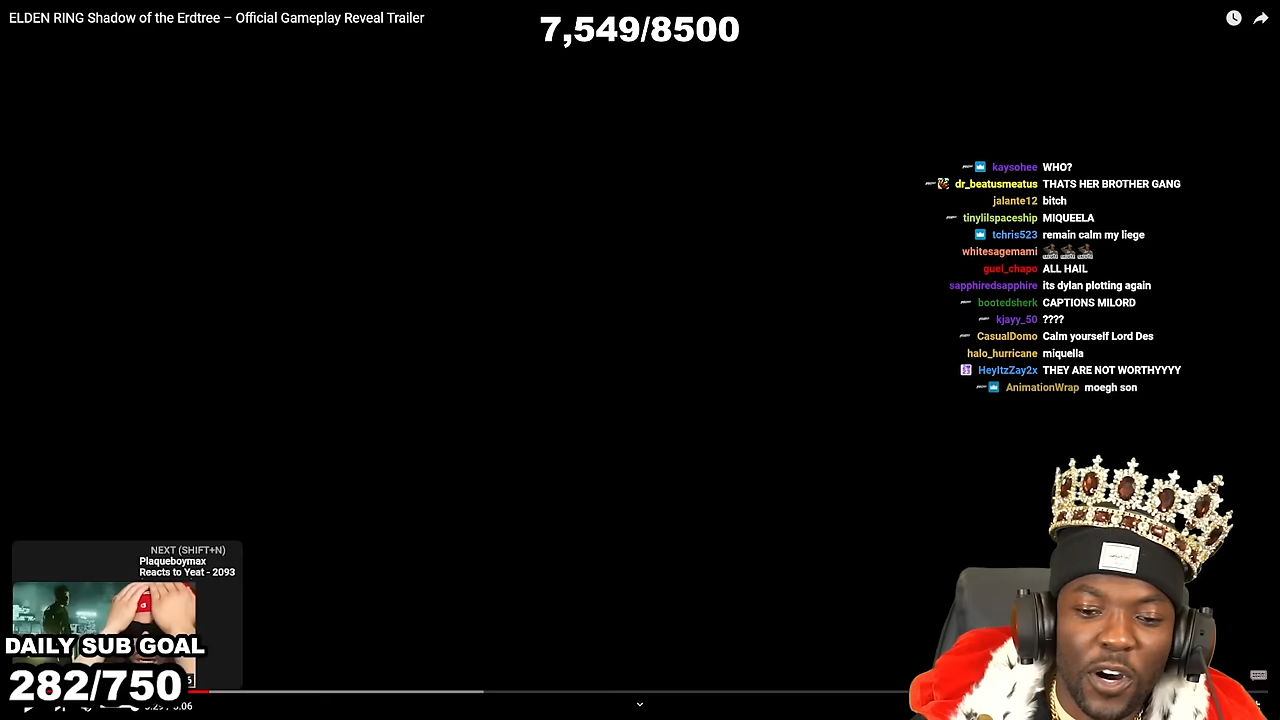 ELDEN RING Shadow of the Erdtree – Official Gameplay Reveal Trailer
7,549/8500
kaysohee WHO?
dr_beatusmeatus THATS HER BROTHER GANG
jalante12 bitch
tinylilspaceship MIQUEELA
tchris523 remain calm my liege
whitesagemami
guel_chapo ALL HAIL
sapphiredsapphire its dylan plotting again
bootedsherk CAPTIONS MILORD
kjayy_50 ????
CasualDomo Calm yourself Lord Des
halo_hurricane miquella
HeyItzZay2x THEY ARE NOT WORTHYYYY
AnimationWrap moegh son
NEXT (SHIFT+N)
Plaqueboymax
Reacts to Yeat - 2093
DAILY SUB GOAL
282/750